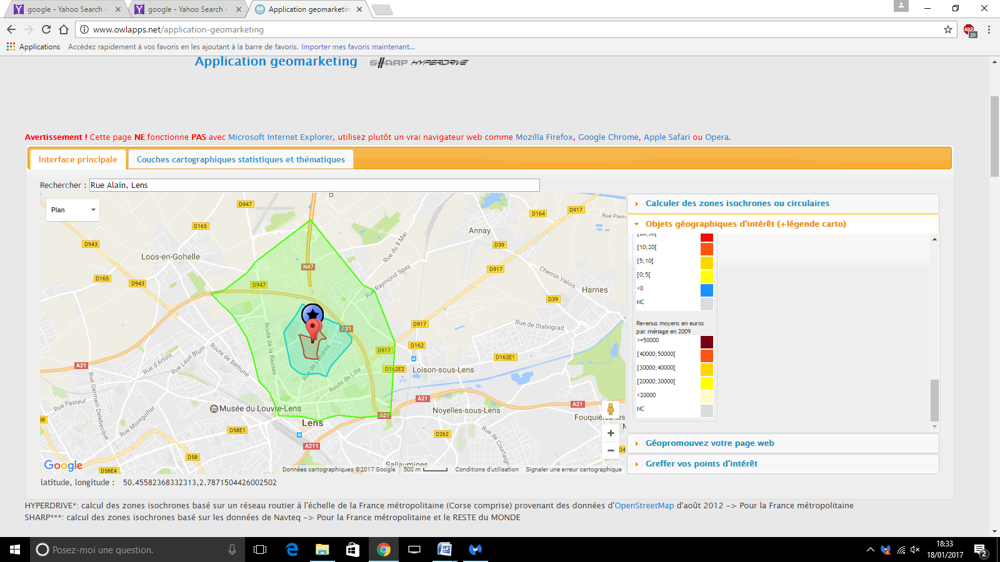 google - Yahoo Search -
google - Yahoo Search -
Application geomarketin
www.owlapps.net/application-geomarketing
ABP
20
Applications Accédez rapidement à vos favoris en les ajoutant à la barre de favoris. Importer mes favoris maintenant...
Application geomarketing SHARP HYPERDRIVE
Avertissement ! Cette page NE fonctionne PAS avec Microsoft Internet Explorer, utilisez plutôt un vrai navigateur web comme Mozilla Firefox, Google Chrome, Apple Safari ou Opera.
Interface principale
Couches cartographiques statistiques et thématiques
Rechercher : Rue Alain, Lens
Plan
D947
D165
D943
Loos-en-Gohelle
D165
D943
D947
N47
Rue du 8 Mai
Rue Raymond Spas
Annay
D164
D917
Rue Pierre
D39
D917
Chemin Valois
Harnes
D39
Rue de Stalingrad
D917
A21
D162
D917
D162E1
D162E2
Loison-sous-Lens
Route de la Bassée
Route de Béthune
Rue de Londres
Route de Lille
A21
Rue d'Artois
Rue Léon Blum
Rue Germain Delebecque
Rue Pasteur
Rue Montgolfier
D58
Musée du Louvre-Lens
Lens
A21
A21
Noyelles-sous-Lens
A21
Fouquières-lès
D58E1
A211
D262
Rue de Courtaigne
D4
D58
D58E4
Sallaumines
Google
Données cartographiques ©2017 Google 500 m Conditions d'utilisation Signaler une erreur cartographique
Calculer des zones isochrones ou circulaires
Objets géographiques d'intérêt (+légende carto)
[10;20[
[5;10[
[0;5[
<0
NC
Revenus moyens en euros
par ménage en 2009
>=50000
[40000;50000[
[30000;40000[
[20000;30000[
<20000
NC
Géopromouvez votre page web
Greffer vos points d'intérêt
latitude, longitude : 50.45582368332313,2.7871504426002502
HYPERDRIVE*: calcul des zones isochrones basé sur un réseau routier à l'échelle de la France métropolitaine (Corse comprise) provenant des données d'OpenStreetMap d'août 2012 -> Pour la France métropolitaine
SHARP***: calcul des zones isochrones basé sur les données de Navteq -> Pour la France métropolitaine et le RESTE du MONDE
Posez-moi une question.
18:33
18/01/2017
2